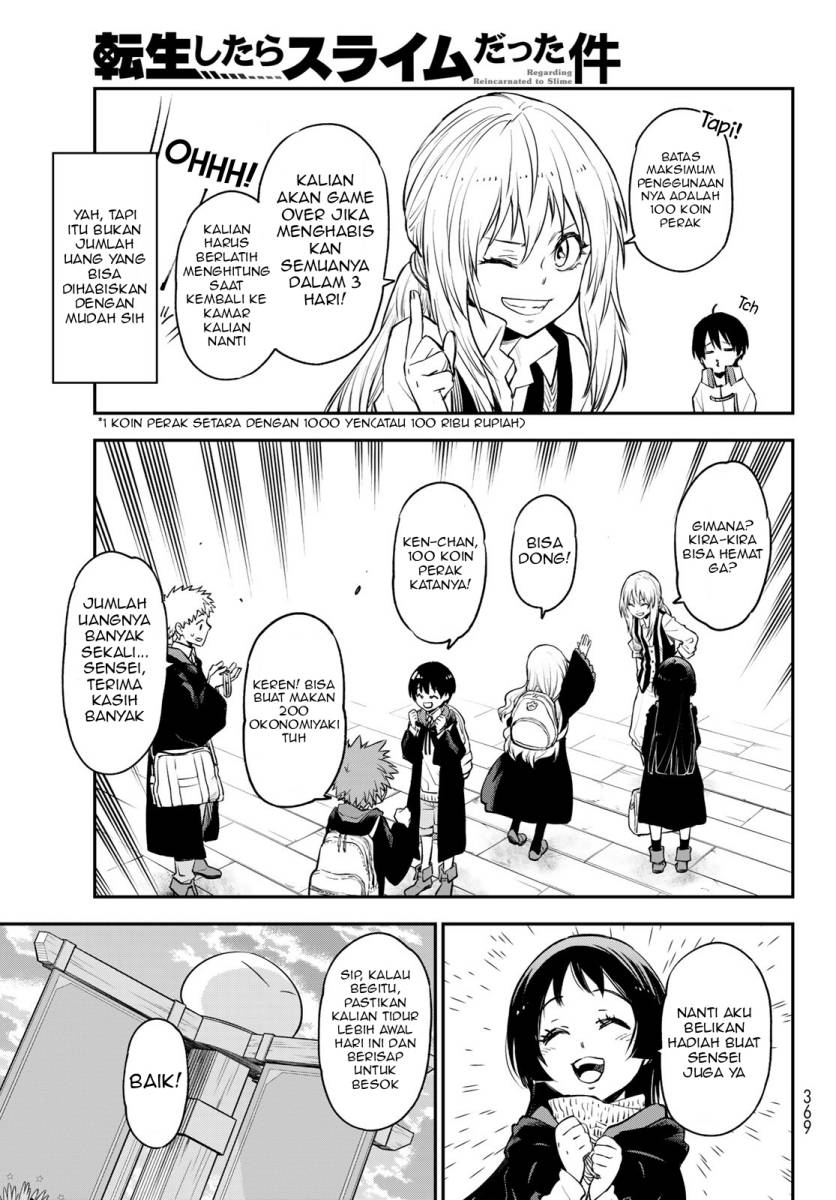 転生したらスライムだった件
Regarding
Reincarnated to Slime
Tapi!
BATAS
MAKSIMUM
PENGGUNAAN
NYA ADALAH
100 KOIN
PERAK
Tch
KALIAN
AKAN GAME
OVER JIKA
MENGHABIS
KAN
SEMUANYA
DALAM 3
HARI!
OHHH!
KALIAN
HARUS
BERLATIH
MENGHITUNG
SAAT
KEMBALI KE
KAMAR
KALIAN
NANTI
YAH, TAPI
ITU BUKAN
JUMLAH
UANG YANG
BISA
DIHABISKAN
DENGAN
MUDAH SIH
*1 KOIN PERAK SETARA DENGAN 1000 YEN(ATAU 100 RIBU RUPIAH)
GIMANA?
KIRA-KIRA
BISA HEMAT
GA?
BISA
DONG!
KEN-CHAN,
100 KOIN
PERAK
KATANYA!
KEREN! BISA
BUAT MAKAN
200
OKONOMIYAKI
TUH
JUMLAH
UANGNYA
BANYAK
SEKALI...
SENSEI,
TERIMA
KASIH
BANYAK
NANTI AKU
BELIKAN
HADIAH BUAT
SENSEI
JUGA YA
SIP, KALAU
BEGITU,
PASTIKAN
KALIAN TIDUR
LEBIH AWAL
HARI INI DAN
BERSIAP
UNTUK
BESOK
BAIK!
369